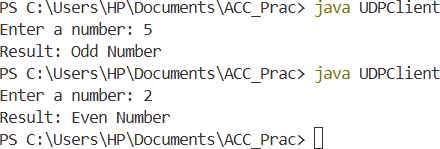 PS C:\Users\HP\Documents\ACC_Prac> java UDPClient
Enter a number: 5
Result: Odd Number
PS C:\Users\HP\Documents\ACC_Prac> java UDPClient
Enter a number: 2
Result: Even Number
PS C:\Users\HP\Documents\ACC_Prac>